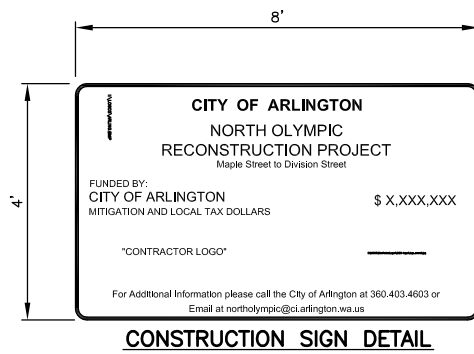 8'
4'
CITY OF ARLINGTON
NORTH OLYMPIC
RECONSTRUCTION PROJECT
Maple Street to Division Street
FUNDED BY:
CITY OF ARLINGTON
MITIGATION AND LOCAL TAX DOLLARS
$ X,XXX,XXX
"CONTRACTOR LOGO"
For Additional Information please call the City of Arlington at 360.403.4603 or
Email at northolympic@ci.arlington.wa.us
CONSTRUCTION SIGN DETAIL